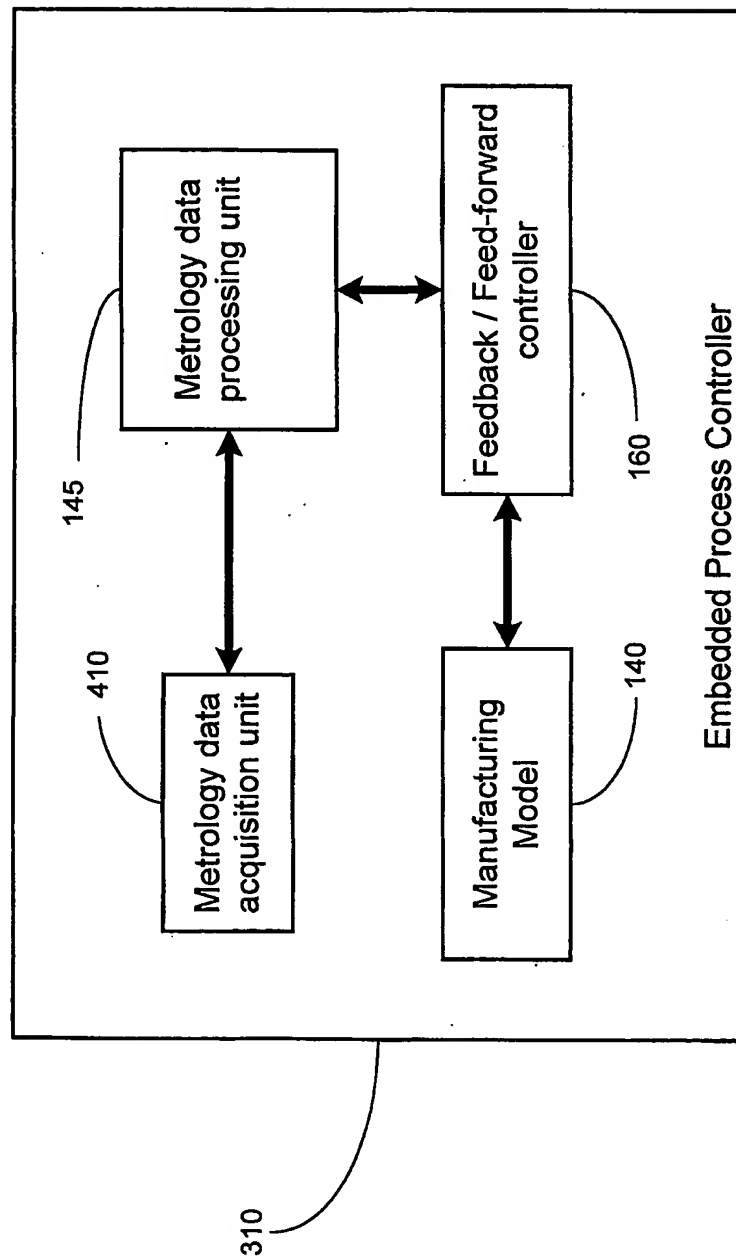 145
410
Metrology data
processing unit
Metrology data
acquisition unit
Feedback / Feed-forward
controller
160
Manufacturing
Model
140
Embedded Process Controller
310